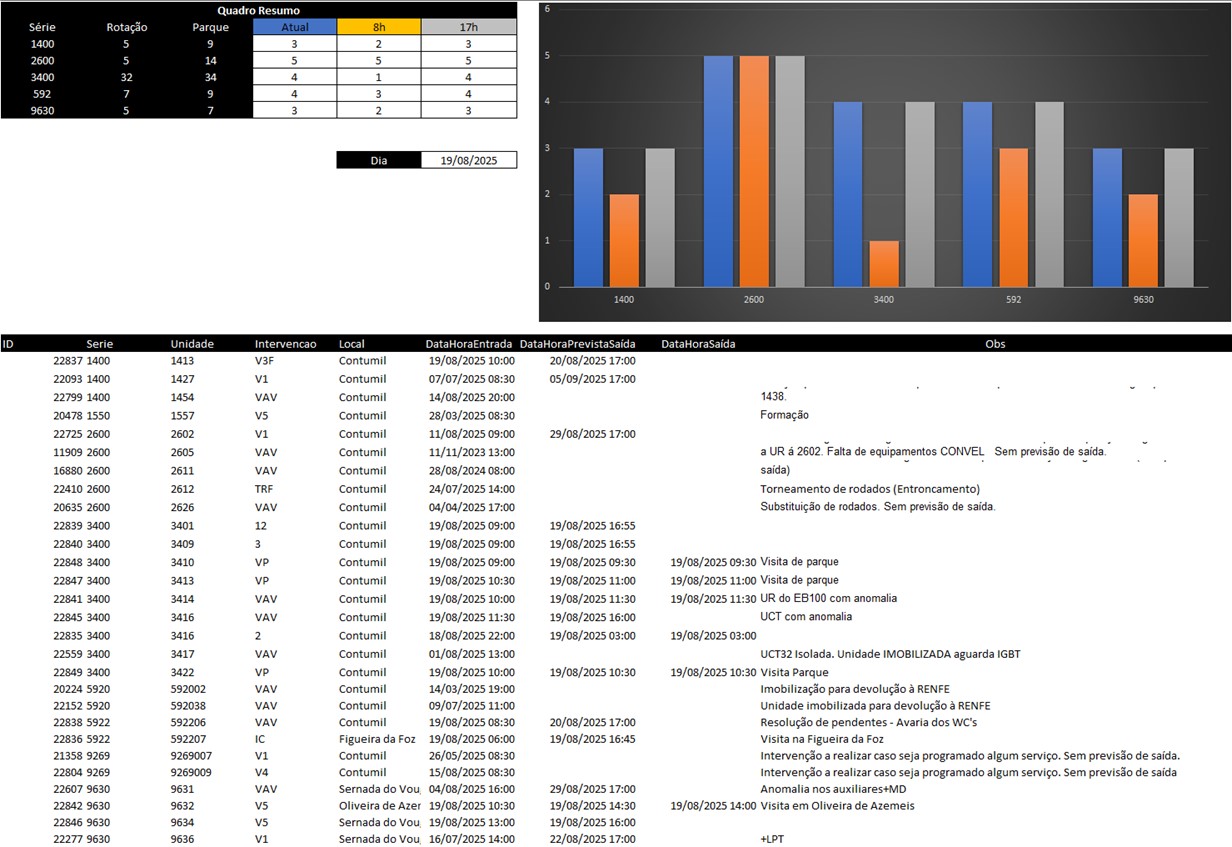 Quadro Resumo
Série Rotação Parque Atual 8h 17h
1400 5 9 3 2 3
2600 5 14 5 5 5
3400 32 34 4 1 4
592 7 9 4 3 4
9630 5 7 3 2 3
Dia 19/08/2025
6
5
4
3
2
1
0
1400 2600 3400 592 9630
ID Serie Unidade Intervencao Local DataHoraEntrada DataHoraPrevistaSaída DataHoraSaída Obs
22837 1400 1413 V3F Contumil 19/08/2025 10:00 20/08/2025 17:00
22093 1400 1427 V1 Contumil 07/07/2025 08:30 05/09/2025 17:00
22799 1400 1454 VAV Contumil 14/08/2025 20:00 1438.
20478 1550 1557 V5 Contumil 28/03/2025 08:30 Formação
22725 2600 2602 V1 Contumil 11/08/2025 09:00 29/08/2025 17:00
11909 2600 2605 VAV Contumil 11/11/2023 13:00 a UR á 2602. Falta de equipamentos CONVEL Sem previsão de saída.
16880 2600 2611 VAV Contumil 28/08/2024 08:00 saída)
22410 2600 2612 TRF Contumil 24/07/2025 14:00 Torneamento de rodados (Entroncamento)
20635 2600 2626 VAV Contumil 04/04/2025 17:00 Substituição de rodados. Sem previsão de saída.
22839 3400 3401 12 Contumil 19/08/2025 09:00 19/08/2025 16:55
22840 3400 3409 3 Contumil 19/08/2025 09:00 19/08/2025 16:55
22848 3400 3410 VP Contumil 19/08/2025 09:00 19/08/2025 09:30 19/08/2025 09:30 Visita de parque
22847 3400 3413 VP Contumil 19/08/2025 10:30 19/08/2025 11:00 19/08/2025 11:00 Visita de parque
22841 3400 3414 VAV Contumil 19/08/2025 10:00 19/08/2025 11:30 19/08/2025 11:30 UR do EB100 com anomalia
22845 3400 3416 VAV Contumil 19/08/2025 11:30 19/08/2025 16:00 UCT com anomalia
22835 3400 3416 2 Contumil 18/08/2025 22:00 19/08/2025 03:00 19/08/2025 03:00
22559 3400 3417 VAV Contumil 01/08/2025 13:00 UCT32 Isolada. Unidade IMOBILIZADA aguarda IGBT
22849 3400 3422 VP Contumil 19/08/2025 10:00 19/08/2025 10:30 19/08/2025 10:30 Visita Parque
20224 5920 592002 VAV Contumil 14/03/2025 19:00 Imobilização para devolução à RENFE
22152 5920 592038 VAV Contumil 09/07/2025 11:00 Unidade imobilizada para devolução à RENFE
22838 5922 592206 VAV Contumil 19/08/2025 08:30 20/08/2025 17:00 Resolução de pendentes - Avaria dos WC's
22836 5922 592207 IC Figueira da Foz 19/08/2025 06:00 19/08/2025 16:45 Visita na Figueira da Foz
21358 9269 9269007 V1 Contumil 26/05/2025 08:30 Intervenção a realizar caso seja programado algum serviço. Sem previsão de saída.
22804 9269 9269009 V4 Contumil 15/08/2025 08:30 Intervenção a realizar caso seja programado algum serviço. Sem previsão de saída
22607 9630 9631 VAV Sernada do Vou 04/08/2025 16:00 29/08/2025 17:00 Anomalia nos auxiliares+MD
22842 9630 9632 V5 Oliveira de Azer 19/08/2025 10:30 19/08/2025 14:30 19/08/2025 14:00 Visita em Oliveira de Azemeis
22846 9630 9634 V5 Sernada do Vou 19/08/2025 13:00 19/08/2025 16:00
22277 9630 9636 V1 Sernada do Vou 16/07/2025 14:00 22/08/2025 17:00 +LPT